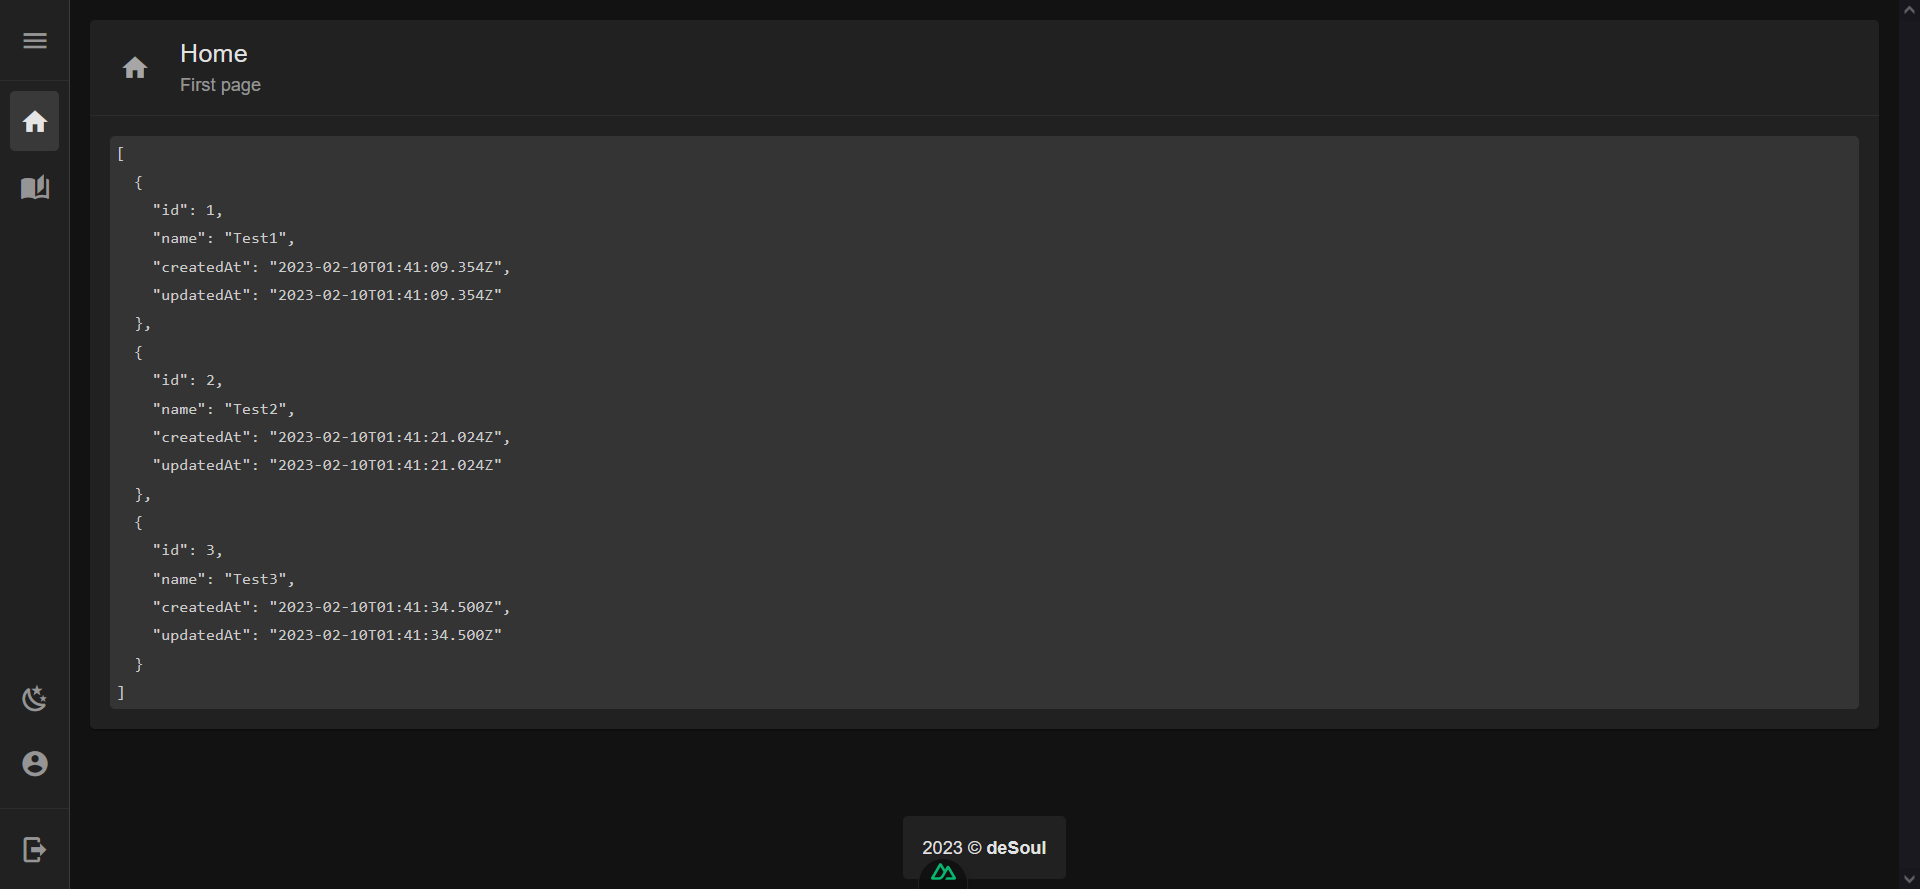 Home
First page
[
  {
    "id": 1,
    "name": "Test1",
    "createdAt": "2023-02-10T01:41:09.354Z",
    "updatedAt": "2023-02-10T01:41:09.354Z"
  },
  {
    "id": 2,
    "name": "Test2",
    "createdAt": "2023-02-10T01:41:21.024Z",
    "updatedAt": "2023-02-10T01:41:21.024Z"
  },
  {
    "id": 3,
    "name": "Test3",
    "createdAt": "2023-02-10T01:41:34.500Z",
    "updatedAt": "2023-02-10T01:41:34.500Z"
  }
]
2023 © deSoul